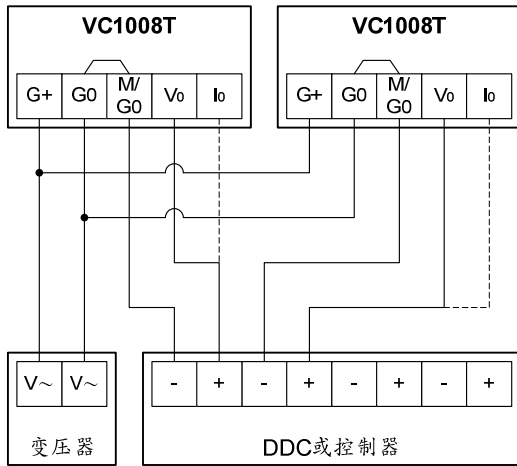 VC1008T VC1008T
G+ G0 M/G0 V0 I0 G+ G0 M/G0 V0 I0
V~ V~ - + - + - + - +
变压器 DDC或控制器